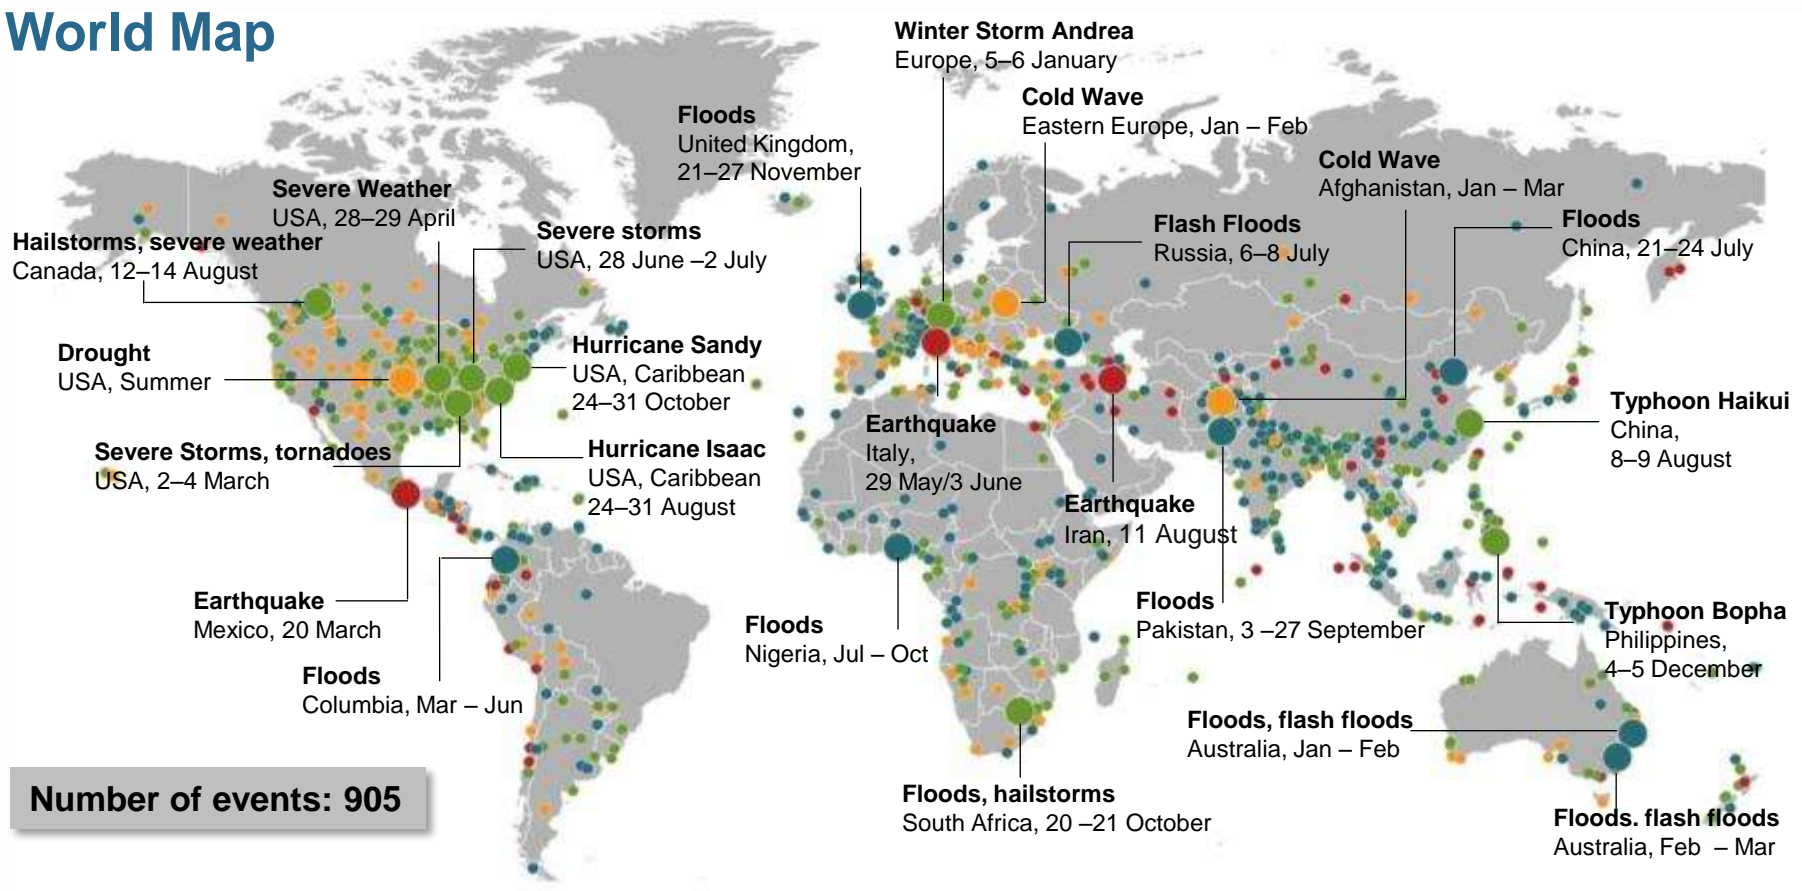 World Map
Winter Storm Andrea
Europe, 5–6 January
Cold Wave
Eastern Europe, Jan – Feb
Floods
United Kingdom,
21–27 November
Cold Wave
Afghanistan, Jan – Mar
Severe Weather
USA, 28–29 April
Severe storms
USA, 28 June –2 July
Flash Floods
Russia, 6–8 July
Floods
China, 21–24 July
Hailstorms, severe weather
Canada, 12–14 August
Drought
USA, Summer
Hurricane Sandy
USA, Caribbean
24–31 October
Typhoon Haikui
China,
8–9 August
Earthquake
Italy,
29 May/3 June
Severe Storms, tornadoes
USA, 2–4 March
Hurricane Isaac
USA, Caribbean
24–31 August
Earthquake
Iran, 11 August
Earthquake
Mexico, 20 March
Floods
Nigeria, Jul – Oct
Floods
Pakistan, 3 –27 September
Typhoon Bopha
Philippines,
4–5 December
Floods
Columbia, Mar – Jun
Floods, flash floods
Australia, Jan – Feb
Number of events: 905
Floods, hailstorms
South Africa, 20 –21 October
Floods. flash floods
Australia, Feb – Mar